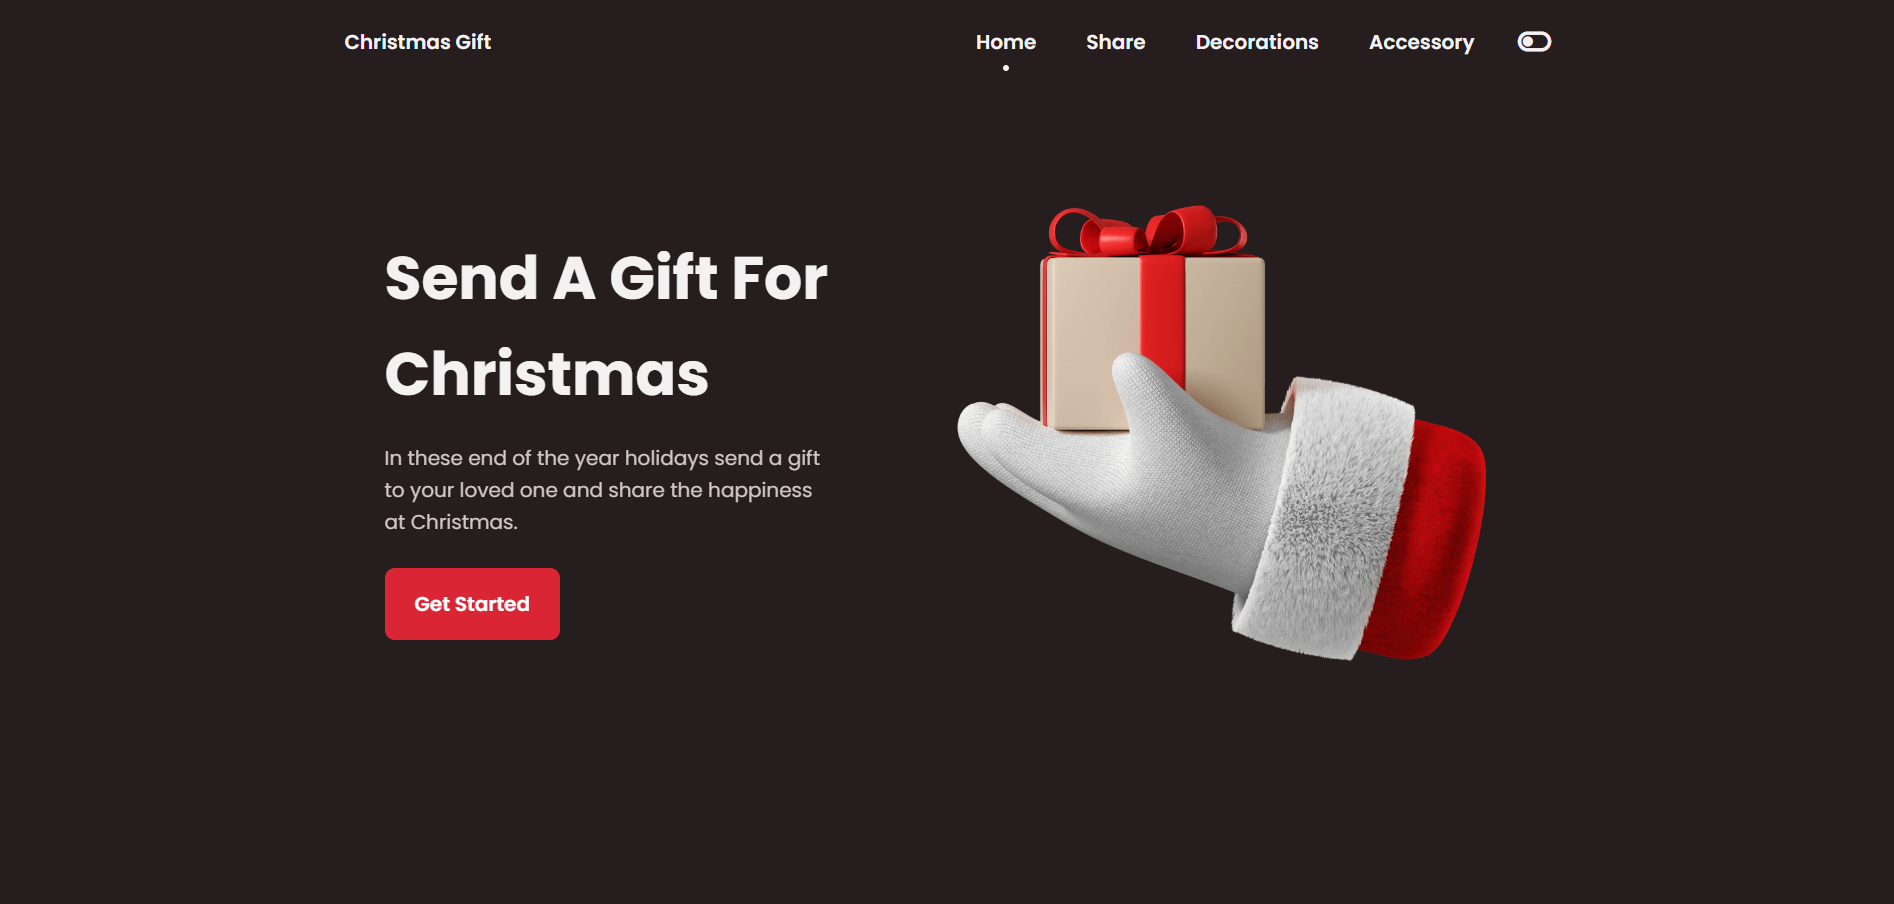 Christmas Gift
Home
Share
Decorations
Accessory
Send A Gift For
Christmas
In these end of the year holidays send a gift
to your loved one and share the happiness
at Christmas.
Get Started